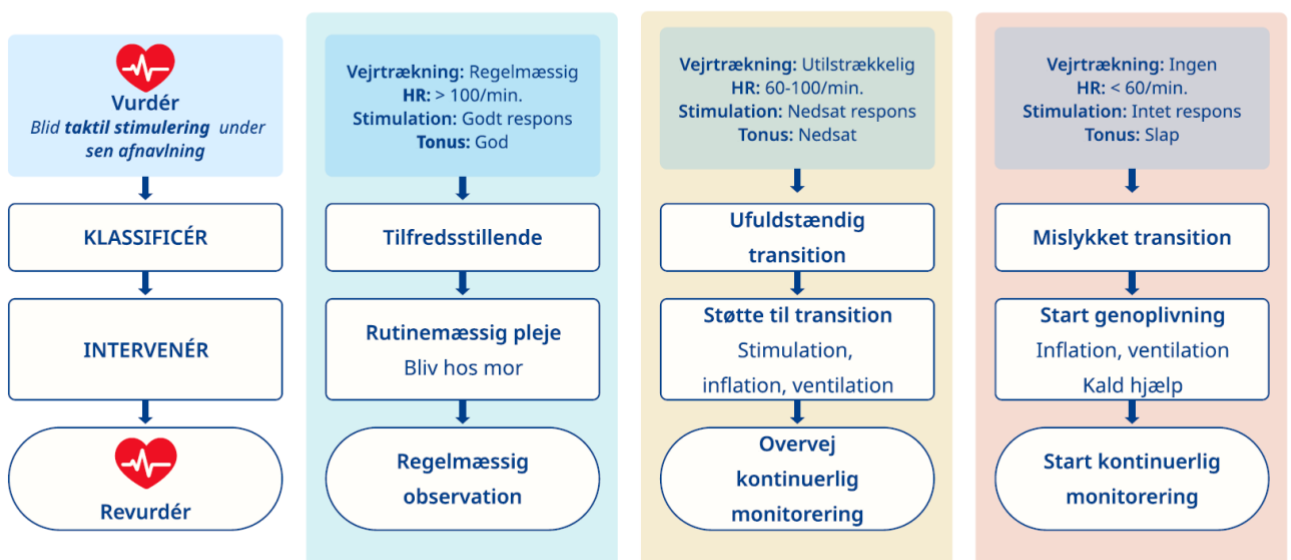 Vurdér
Blid taktil stimulering under
sen afnavlning
KLASSIFICÉR
INTERVENÉR
Revurdér
Vejrtrækning: Regelmæssig
HR: > 100/min.
Stimulation: Godt respons
Tonus: God
Tilfredsstillende
Rutinemæssig pleje
Bliv hos mor
Regelmæssig
observation
Vejrtrækning: Utilstrækkelig
HR: 60-100/min.
Stimulation: Nedsat respons
Tonus: Nedsat
Ufuldstændig
transition
Støtte til transition
Stimulation,
inflation, ventilation
Overvej
kontinuerlig
monitorering
Vejrtrækning: Ingen
HR: < 60/min.
Stimulation: Intet respons
Tonus: Slap
Mislykket transition
Start genoplivning
Inflation, ventilation
Kald hjælp
Start kontinuerlig
monitorering